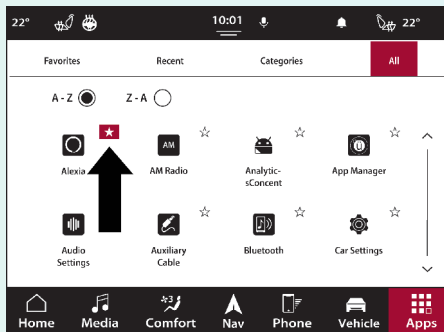 22° 10:01 22°
Favorites Recent Categories All
A - Z Z - A
Alexia AM AM Radio Analytic-
sConcent App Manager
Audio
Settings Auxiliary
Cable Bluetooth Car Settings
Home Media Comfort Nav Phone Vehicle Apps